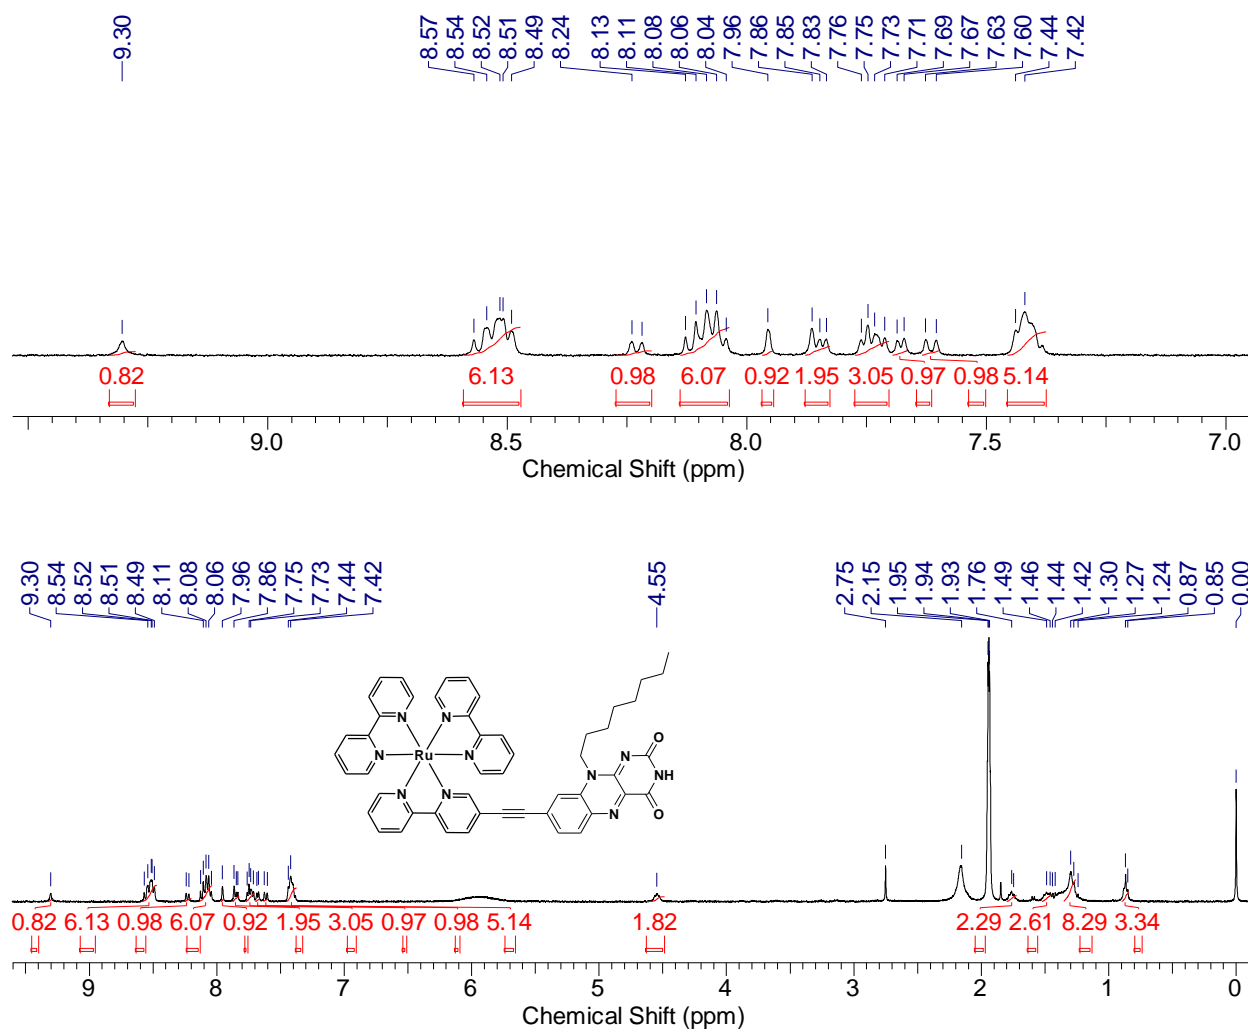 9.30 8.57 8.54 8.52 8.51 8.49 8.24 8.13 8.11 8.08 8.06 8.04 7.96 7.86 7.85 7.83 7.76 7.75 7.73 7.71 7.69 7.67 7.63 7.60 7.44 7.42
0.82 6.13 0.98 6.07 0.92 1.95 3.05 0.97 0.98 5.14
9.0 8.5 8.0 7.5 7.0
Chemical Shift (ppm)
9.30 8.54 8.52 8.51 8.49 8.11 8.08 8.06 7.96 7.86 7.75 7.73 7.44 7.42 4.55 2.75 2.15 1.95 1.94 1.93 1.76 1.49 1.46 1.44 1.42 1.30 1.27 1.24 0.87 0.85 0.00
N N N O
N Ru N N N NH
N N N O
0.82 6.13 0.98 6.07 0.92 1.95 3.05 0.97 0.98 5.14 1.82 2.29 2.61 8.29 3.34
9 8 7 6 5 4 3 2 1 0
Chemical Shift (ppm)